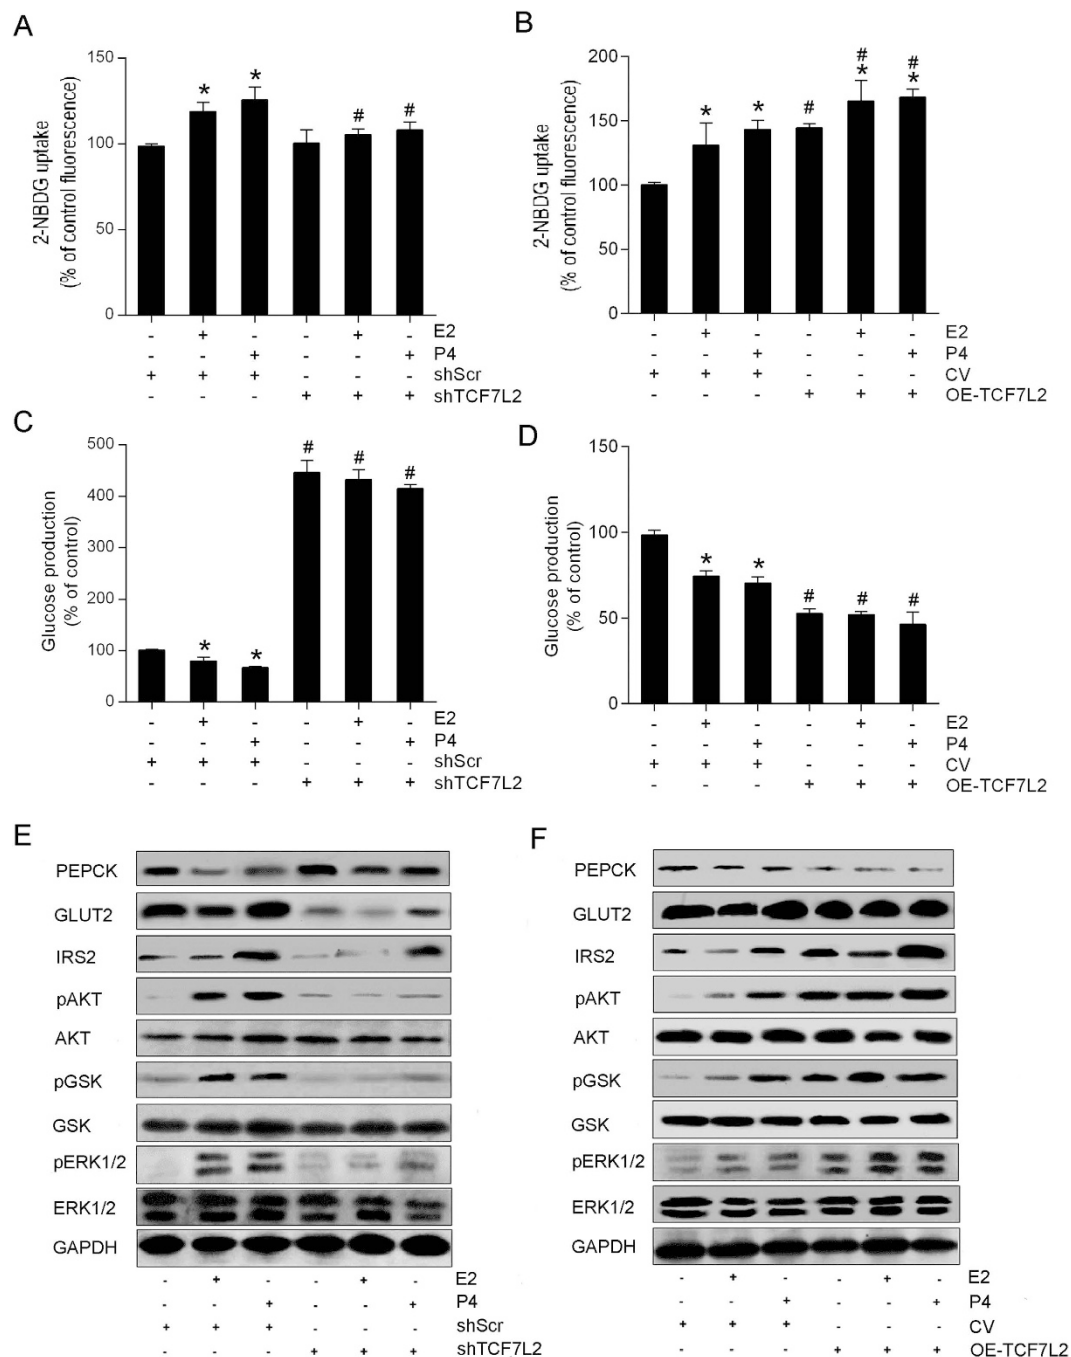 A
2-NBDG uptake
(% of control fluorescence)
150
100
50
0
* * # #
- + - - + - E2
- - + - - + P4
+ + + - - - shScr
- - - + + + shTCF7L2
B
2-NBDG uptake
(% of control fluorescence)
200
150
100
50
0
* * # # * # *
- + - - + - E2
- - + - - + P4
+ + + - - - CV
- - - + + + OE-TCF7L2
C
Glucose production
(% of control)
500
400
300
200
100
0
* * # # #
- + - - + - E2
- - + - - + P4
+ + + - - - shScr
- - - + + + shTCF7L2
D
Glucose production
(% of control)
150
100
50
0
* * # # #
- + - - + - E2
- - + - - + P4
+ + + - - - CV
- - - + + + OE-TCF7L2
E
PEPCK
GLUT2
IRS2
pAKT
AKT
pGSK
GSK
pERK1/2
ERK1/2
GAPDH
- + - - + - E2
- - + - - + P4
+ + + - - - shScr
- - - + + + shTCF7L2
F
PEPCK
GLUT2
IRS2
pAKT
AKT
pGSK
GSK
pERK1/2
ERK1/2
GAPDH
- + - - + - E2
- - + - - + P4
+ + + - - - CV
- - - + + + OE-TCF7L2